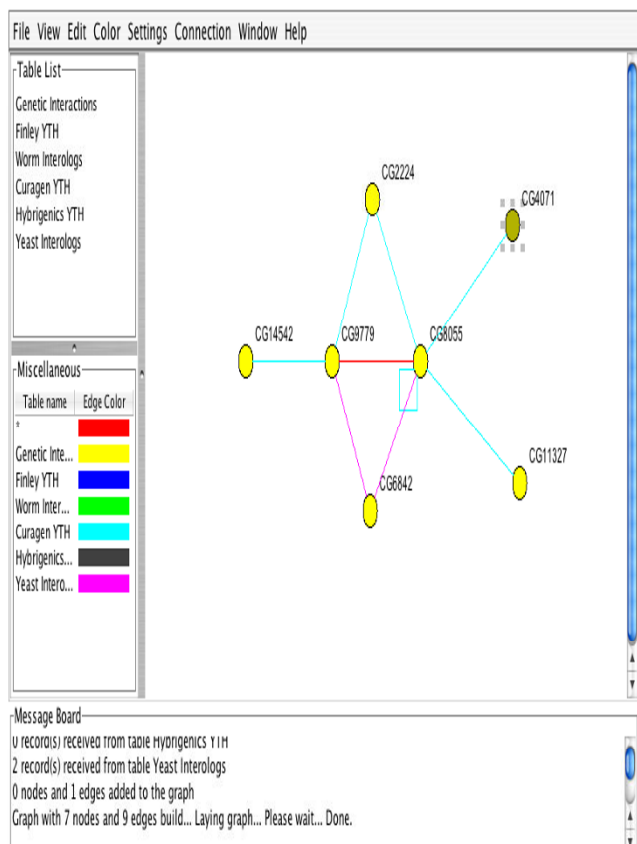 File View Edit Color Settings Connection Window Help
Table List
Genetic Interactions
Finley YTH
Worm Interologs
Curagen YTH
Hybrigenics YTH
Yeast Interologs
Miscellaneous
Table name Edge Color
*
Genetic Inte...
Finley YTH
Worm Inter...
Curagen YTH
Hybrigenics...
Yeast Intero...
CG2224
CG4071
CG14542
CG9779
CG8055
CG11327
CG6842
Message Board
0 record(s) received from table Hybrigenics YTH
2 record(s) received from table Yeast Interologs
0 nodes and 1 edges added to the graph
Graph with 7 nodes and 9 edges build... Laying graph... Please wait... Done.